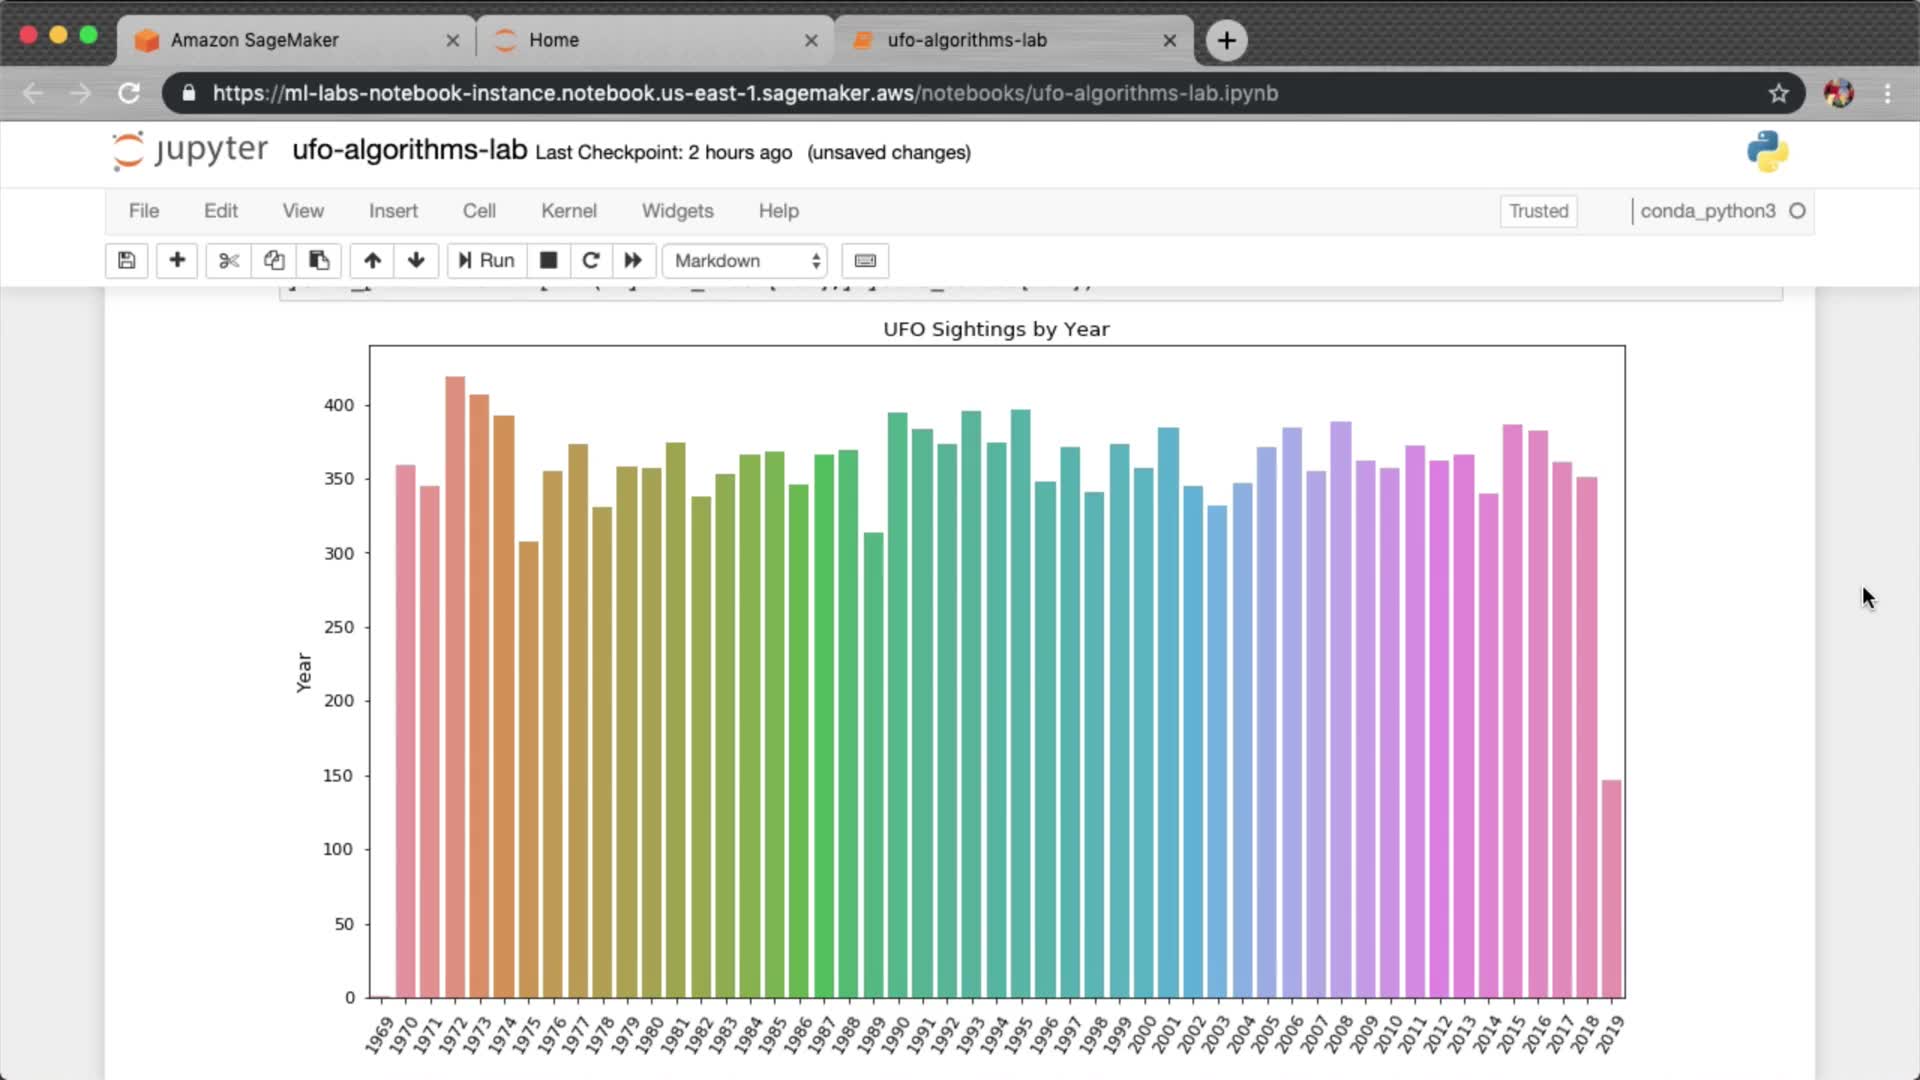 Amazon SageMaker
Home
ufo-algorithms-lab
https://ml-labs-notebook-instance.notebook.us-east-1.sagemaker.aws/notebooks/ufo-algorithms-lab.ipynb
jupyter ufo-algorithms-lab Last Checkpoint: 2 hours ago (unsaved changes)
File Edit View Insert Cell Kernel Widgets Help Trusted conda_python3
Run Markdown
UFO Sightings by Year
400
350
300
250
200
150
100
50
0
Year
1969 1970 1971 1972 1973 1974 1975 1976 1977 1978 1979 1980 1981 1982 1983 1984 1985 1986 1987 1988 1989 1990 1991 1992 1993 1994 1995 1996 1997 1998 1999 2000 2001 2002 2003 2004 2005 2006 2007 2008 2009 2010 2011 2012 2013 2014 2015 2016 2017 2018 2019